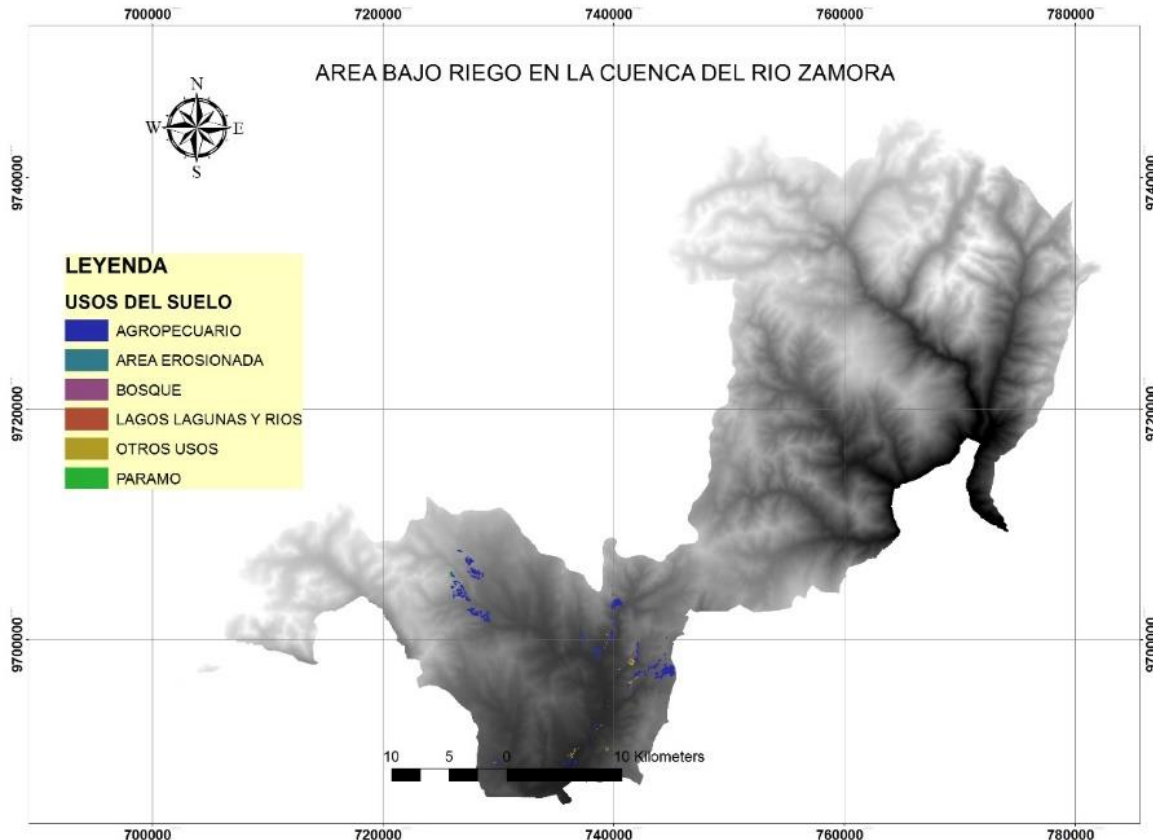 700000 720000 740000 760000 780000
AREA BAJO RIEGO EN LA CUENCA DEL RIO ZAMORA
N
W E
S
9740000 9740000
LEYENDA
USOS DEL SUELO
AGROPECUARIO
AREA EROSIONADA
BOSQUE
LAGOS LAGUNAS Y RIOS
OTROS USOS
PARAMO
9720000 9720000
9700000 9700000
10 5 0 10 Kilometers
700000 720000 740000 760000 780000